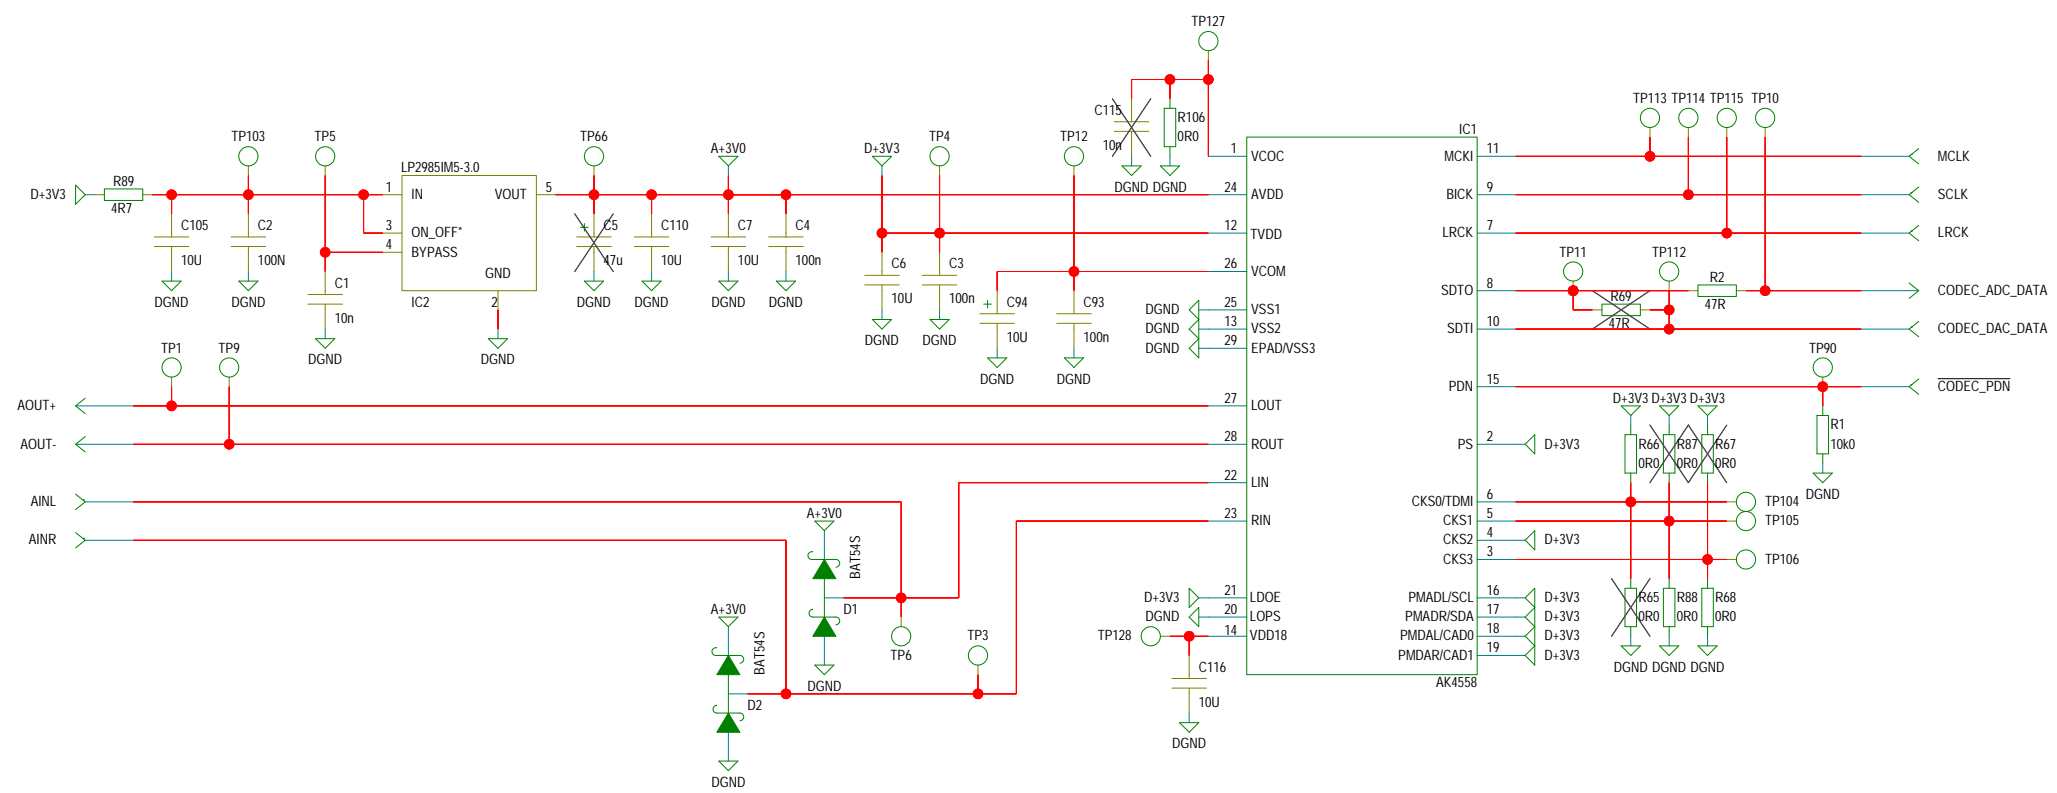 TP127
C115
10n
R106
0R0
DGND
DGND
TP113
TP114
TP115
TP10
IC1
TP103
TP5
TP66
A+3V0
D+3V3
TP4
TP12
1
VCOC
MCKI
11
MCLK
LP2985IM5-3.0
D+3V3
R89
4R7
1
IN
VOUT
5
24
AVDD
BICK
9
SCLK
C105
10U
DGND
C2
100N
DGND
3
ON_OFF*
4
BYPASS
GND
2
IC2
DGND
C1
10n
DGND
C5
47u
DGND
C110
10U
DGND
C7
10U
DGND
C4
100n
DGND
12
TVDD
LRCK
7
LRCK
C6
10U
DGND
C3
100n
DGND
26
VCOM
TP11
TP112
C94
10U
DGND
C93
100n
DGND
SDTO
8
R2
47R
CODEC_ADC_DATA
R69
47R
DGND
25
VSS1
DGND
13
VSS2
SDTI
10
CODEC_DAC_DATA
DGND
29
EPAD/VSS3
TP1
TP9
TP90
PDN
15
CODEC_PDN
AOUT+
27
LOUT
D+3V3
D+3V3
D+3V3
R1
10k0
DGND
AOUT-
28
ROUT
PS
2
D+3V3
R66
0R0
R87
0R0
R67
0R0
22
LIN
AINL
CKS0/TDMI
6
TP104
A+3V0
23
RIN
CKS1
5
TP105
AINR
CKS2
4
D+3V3
BAT54S
CKS3
3
TP106
D1
DGND
D+3V3
21
LDOE
PMADL/SCL
16
D+3V3
R65
0R0
DGND
R88
0R0
DGND
R68
0R0
DGND
A+3V0
DGND
20
LOPS
PMADR/SDA
17
D+3V3
TP128
14
VDD18
PMDAL/CAD0
18
D+3V3
BAT54S
TP6
TP3
PMDAR/CAD1
19
D+3V3
C116
10U
DGND
AK4558
D2
DGND